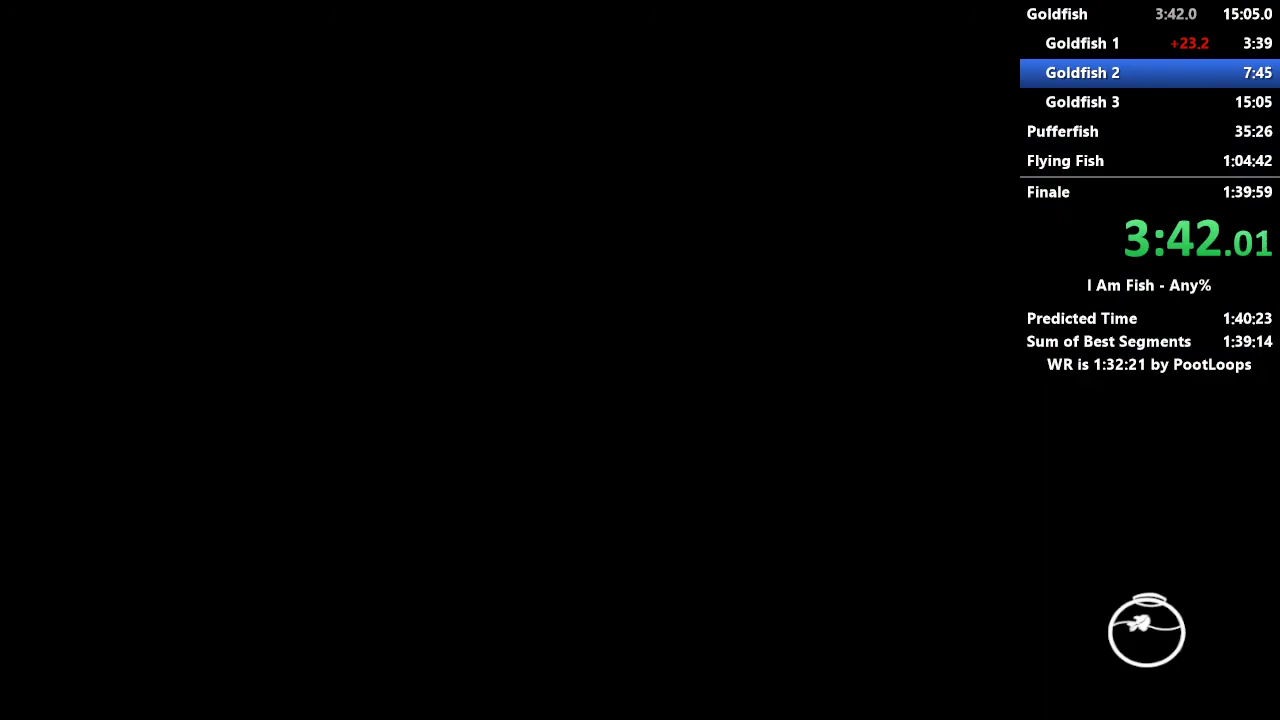 Goldfish 3:42.0 15:05.0
Goldfish 1 +23.2 3:39
Goldfish 2 7:45
Goldfish 3 15:05
Pufferfish 35:26
Flying Fish 1:04:42
Finale 1:39:59
3:42.01
I Am Fish - Any%
Predicted Time 1:40:23
Sum of Best Segments 1:39:14
WR is 1:32:21 by PootLoops